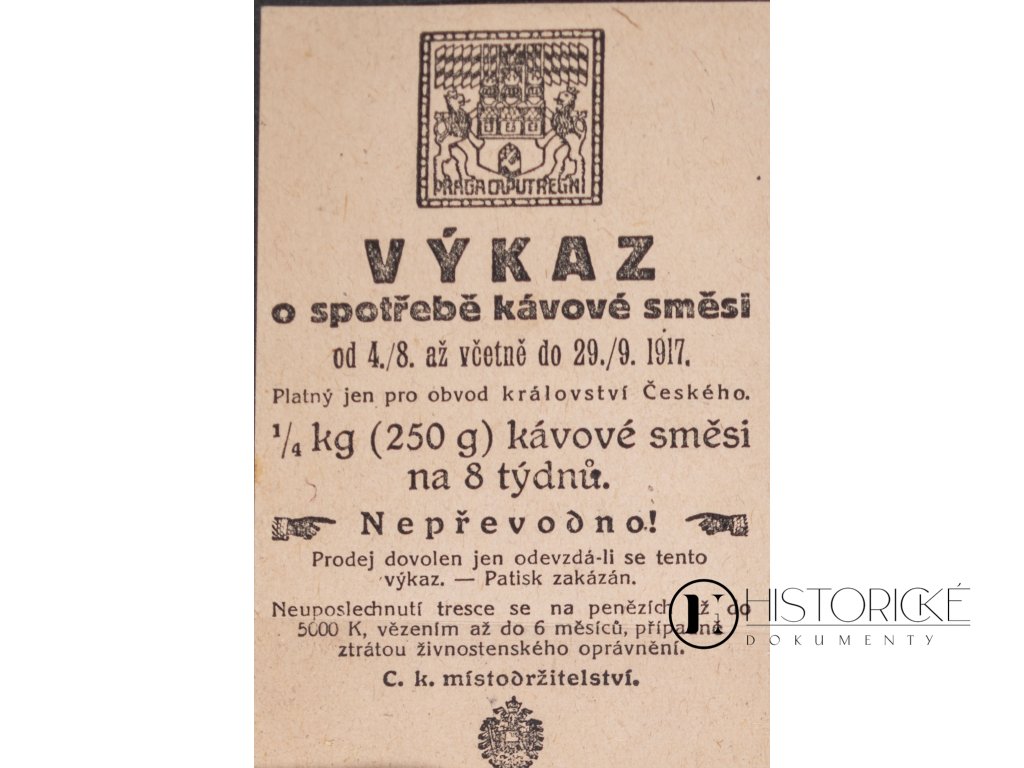 PRAGA CAPUT REGNI
VÝKAZ
o spotřebě kávové směsi
od 4./8. až včetně do 29./9. 1917.
Platný jen pro obvod království Českého.
1/4 kg (250 g) kávové směsi
na 8 týdnů.
Nepřevodno!
Prodej dovolen jen odevzdá-li se tento
výkaz. — Patisk zakázán.
Neuposlechnutí tresce se na penězích až do
5000 K, vězením až do 6 měsíců, případně
ztrátou živnostenského oprávnění.
C. k. místodržitelství.
HISTORICKÉ
DOKUMENTY